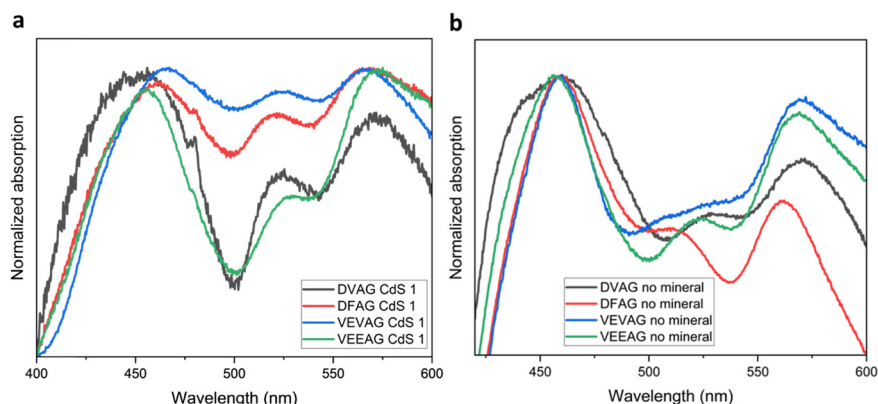 a
Normalized absorption
DVAG CdS 1
DFAG CdS 1
VEVAG CdS 1
VEEAG CdS 1
400 450 500 550 600
Wavelength (nm)
b
Normalized absorption
DVAG no mineral
DFAG no mineral
VEVAG no mineral
VEEAG no mineral
450 500 550 600
Wavelength (nm)